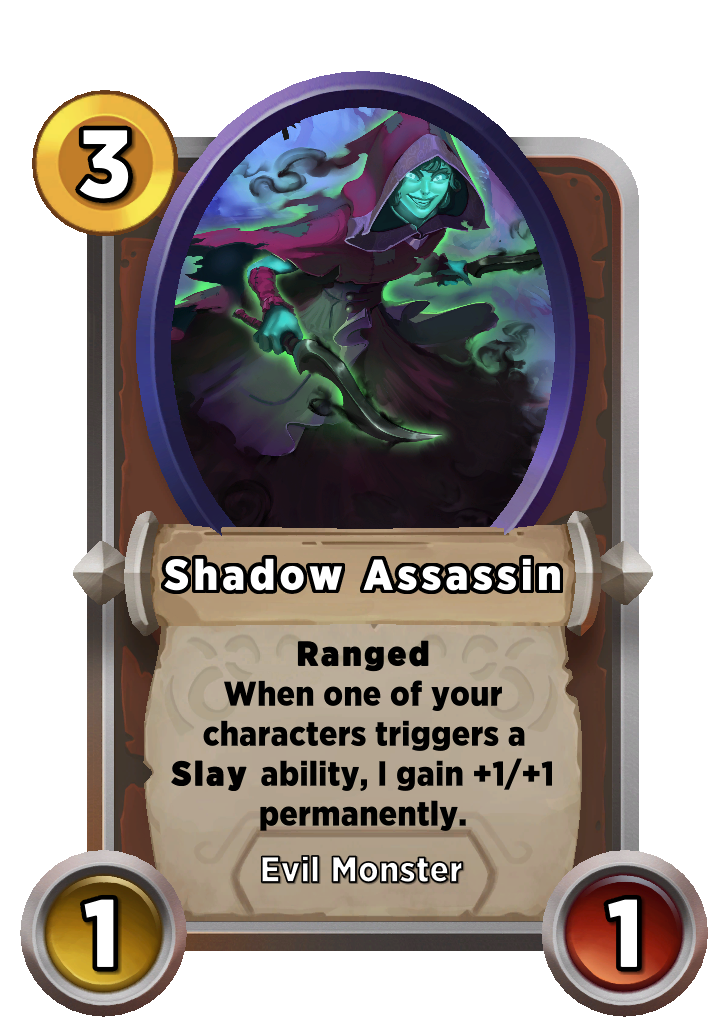 3
Shadow Assassin
Ranged
When one of your
characters triggers a
Slay ability, I gain +1/+1
permanently.
Evil Monster
1
1